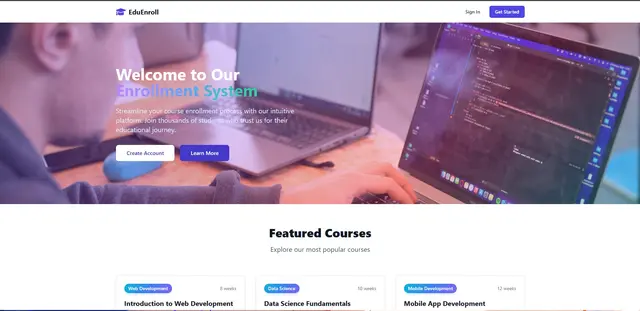 EduEnroll
Sign In
Get Started
Welcome to Our
Enrollment System
Streamline your course enrollment process with our intuitive
platform. Join thousands of students who trust us for their
educational journey.
Create Account
Learn More
Featured Courses
Explore our most popular courses
Web Development
8 weeks
Data Science
10 weeks
Mobile Development
12 weeks
Introduction to Web Development
Data Science Fundamentals
Mobile App Development